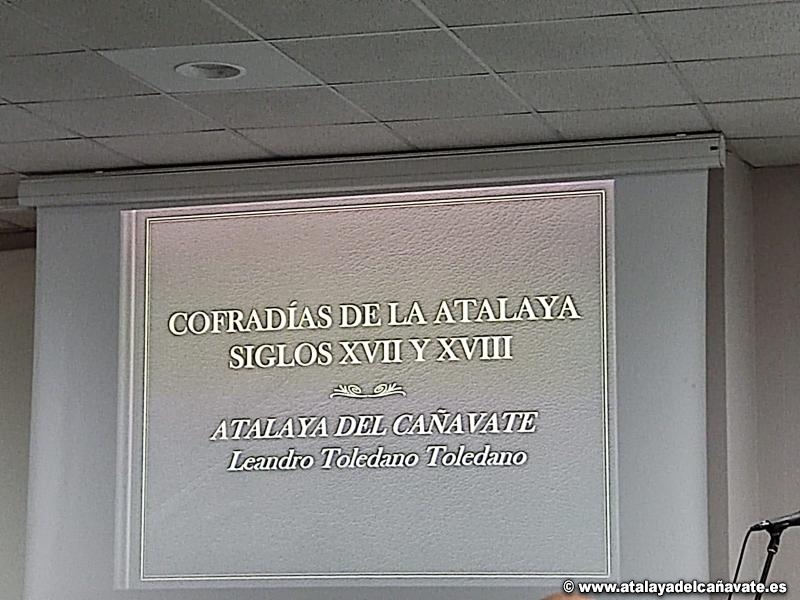 COFRADÍAS DE LA ATALAYA
SIGLOS XVII Y XVIII
ATALAYA DEL CAÑAVATE
Leandro Toledano Toledano
© www.atalayadelcañavate.es